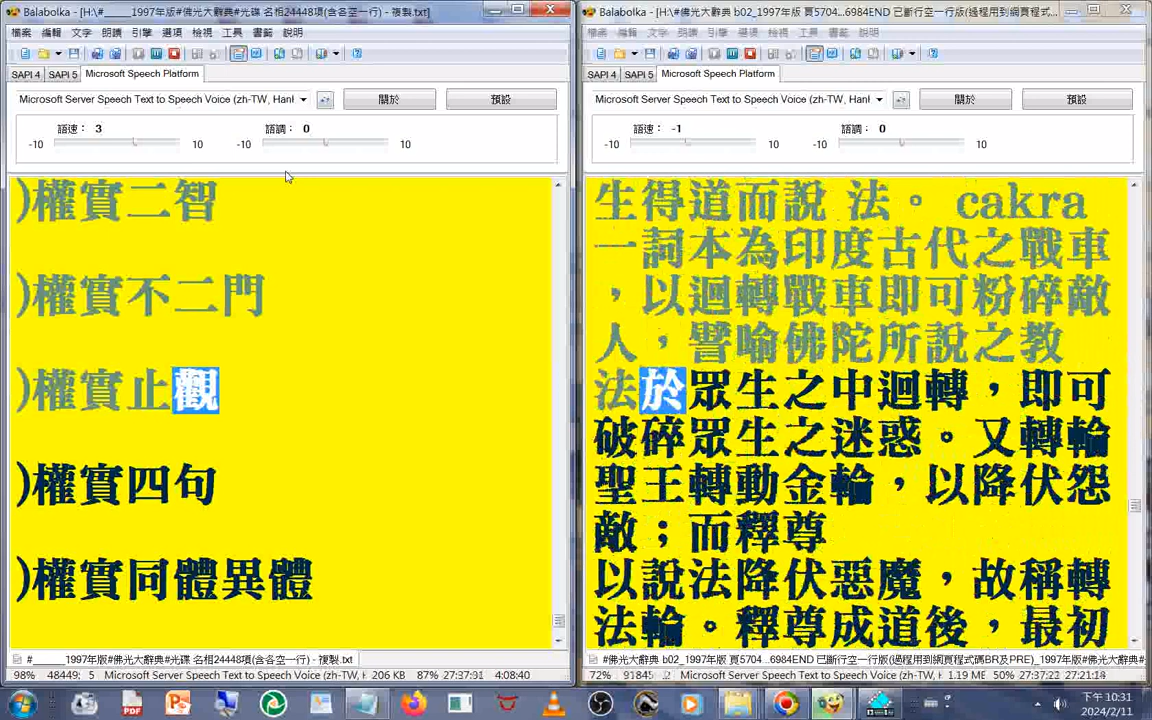 Balabolka - [H:\#_____1997年版#佛光大辭典#光碟 名相24448項(含各空一行) - 複製.txt]
檔案 編輯 文字 朗讀 引擎 選項 檢視 工具 書籤 說明
SAPI 4 SAPI 5 Microsoft Speech Platform
Microsoft Server Speech Text to Speech Voice (zh-TW, Hanl
關於 預設
語速： 3 語調： 0
-10 10 -10 10
)權實二智
)權實不二門
)權實止觀
)權實四句
)權實同體異體
#_____1997年版#佛光大辭典#光碟 名相24448項(含各空一行) - 複製.txt
98% 48449; 5 Microsoft Server Speech Text to Speech Voice (zh-TW, H 206 KB 87% 27:37:91 4:08:40
Balabolka - [H:\#佛光大辭典 b02_1997年版 頁5704...6984END 已斷行空一行版(過程用到網頁程式...
檔案 編輯 文字 朗讀 引擎 選項 檢視 工具 書籤 說明
SAPI 4 SAPI 5 Microsoft Speech Platform
Microsoft Server Speech Text to Speech Voice (zh-TW, Hanl
關於 預設
語速： -1 語調： 0
-10 10 -10 10
生得道而說 法。 cakra
一詞本為印度古代之戰車
，以迴轉戰車即可粉碎敵
人，譬喻佛陀所說之教
法於眾生之中迴轉，即可
破碎眾生之迷惑。又轉輪
聖王轉動金輪，以降伏怨
敵；而釋尊
以說法降伏惡魔，故稱轉
法輪。釋尊成道後，最初
#佛光大辭典 b02_1997年版 頁5704...6984END 已斷行空一行版(過程用到網頁程式碼BR及PRE)_1997年版#佛光大辭典#
72% 91845 Microsoft Speech Text to Speech Voice (zh-TW, H 1.19 ME 50% 27:37:22 27:21:18
下午 10:31
2024/2/11